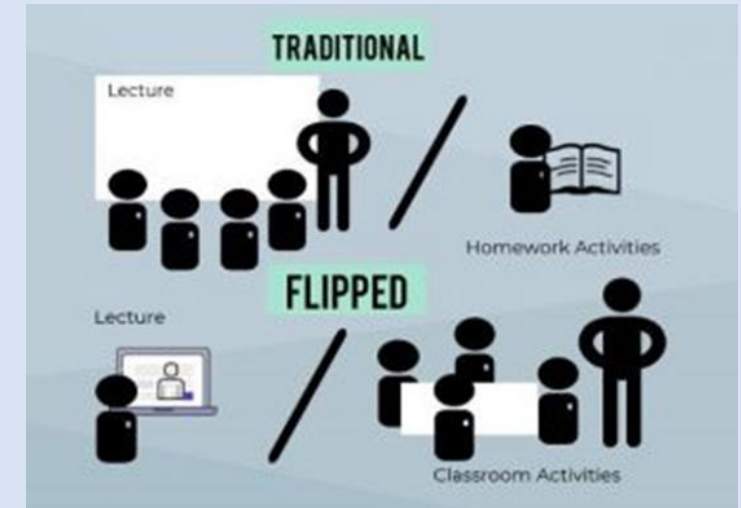 TRADITIONAL
Lecture
Homework Activities
FLIPPED
Lecture
Classroom Activities